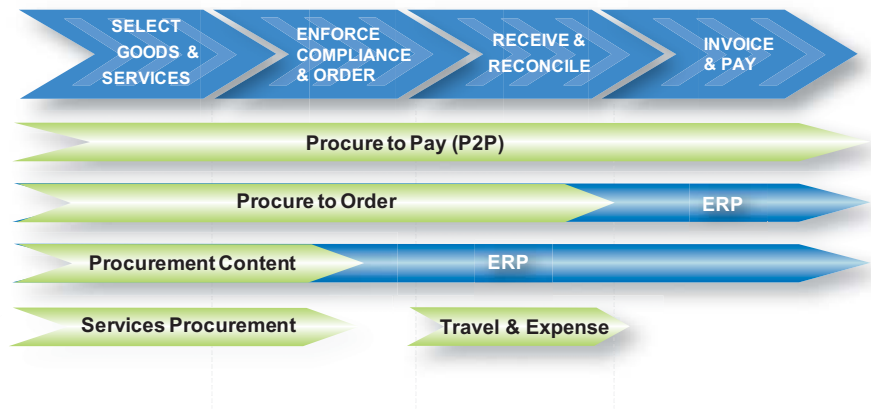 SELECT
GOODS &
SERVICES
ENFORCE
COMPLIANCE
& ORDER
RECEIVE &
RECONCILE
INVOICE
& PAY
Procure to Pay (P2P)
Procure to Order
ERP
Procurement Content
ERP
Services Procurement
Travel & Expense